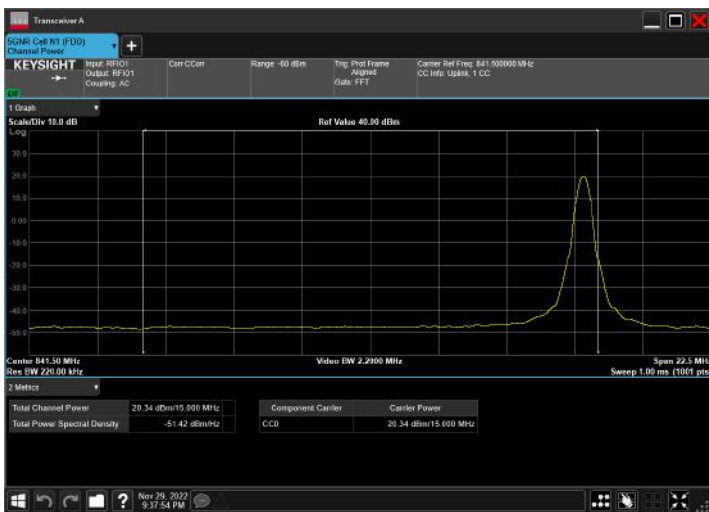 Transceiver A
5GNR Cell N1 (FDD)
Channel Power
KEYSIGHT
Input: RFIO1
Output: RFIO1
Coupling: AC
Corr CCorr
Range -60 dBm
Trig: Prot Frame
Aligned
Gate: FFT
Carrier Ref Freq: 841.500000 MHz
CC Info: Uplink, 1 CC
1 Graph
Scale/Div 10.0 dB
Ref Value 40.00 dBm
Log
30.0
20.0
10.0
0.00
-10.0
-20.0
-30.0
-40.0
-50.0
Center 841.50 MHz
Video BW 2.2000 MHz
Span 22.5 MHz
Res BW 220.00 kHz
Sweep 1.00 ms (1001 pts
2 Metrics
Total Channel Power 20.34 dBm/15.000 MHz
Total Power Spectral Density -51.42 dBm/Hz
Component Carrier Carrier Power
CC0 20.34 dBm/15.000 MHz
?
Nov 29, 2022
9:37:54 PM